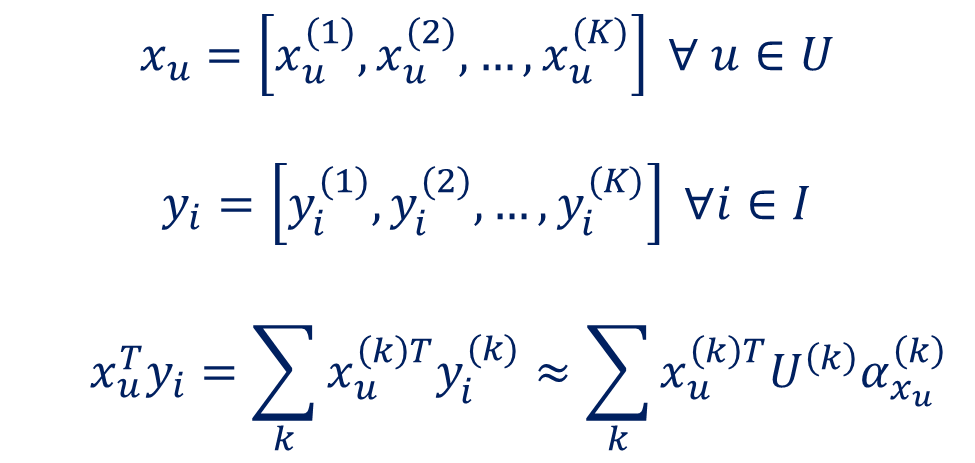 x_u = [x_u^{(1)}, x_u^{(2)}, … , x_u^{(K)}] ∀ u ∈ U
y_i = [y_i^{(1)}, y_i^{(2)}, … , y_i^{(K)}] ∀i ∈ I
x_u^T y_i = ∑_k x_u^{(k)T} y_i^{(k)} ≈ ∑_k x_u^{(k)T} U^{(k)} α_{x_u}^{(k)}